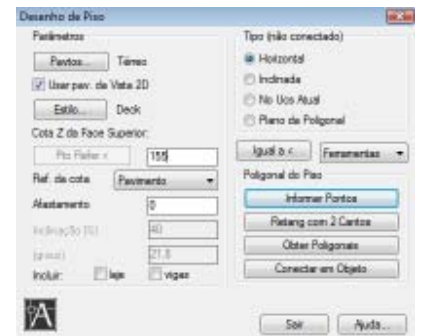 Desenho de Piso
Parâmetros
Pavtos... Térreo
Usar pav. da Vista 2D
Estilo... Deck
Cota Z da Face Superior:
Pto Refer < 155
Ref. da cota Pavimento
Afastamento 0
Inclinação (%) 40
(graus) 21,8
Incluir: laje vigas
Tipo (não conectado)
Horizontal
Inclinada
No Ucs Atual
Plano da Poligonal
Igual a < Ferramentas
Poligonal do Piso
Informar Pontos
Retang com 2 Cantos
Obter Poligonais
Conectar em Objeto
Sair Ajuda...